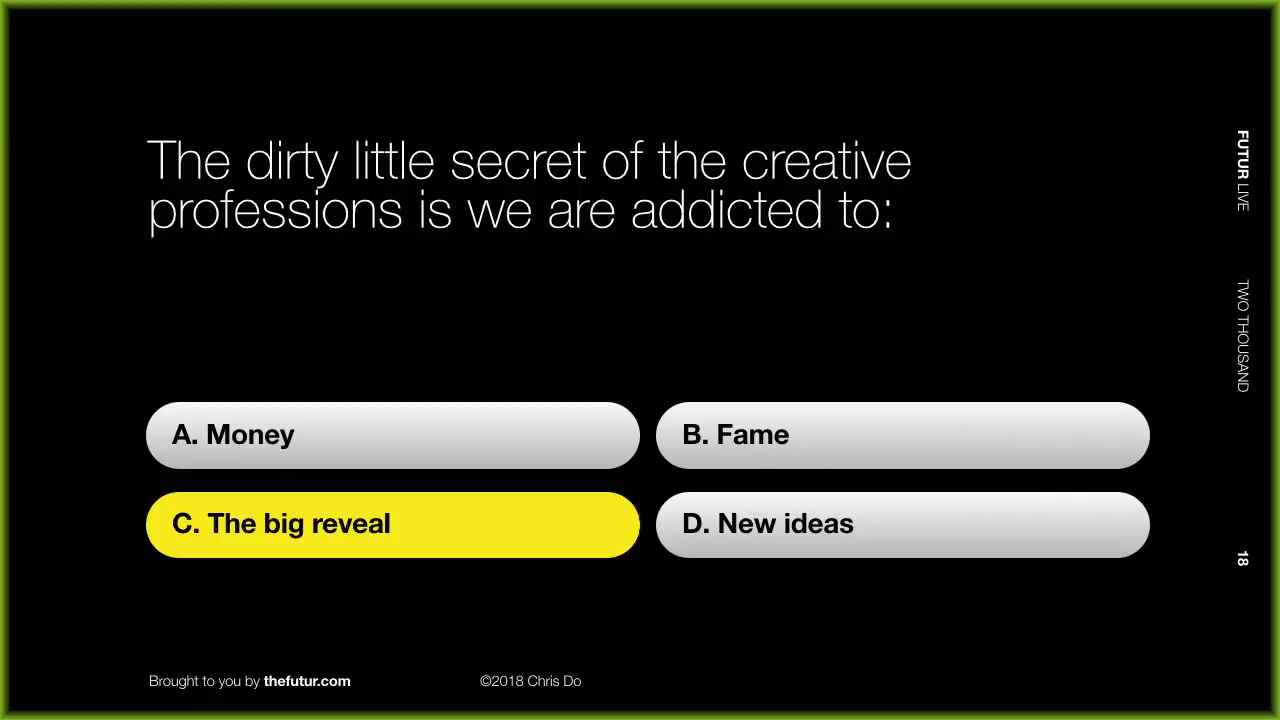 The dirty little secret of the creative
professions is we are addicted to:
A. Money
B. Fame
C. The big reveal
D. New ideas
Brought to you by thefutur.com
©2018 Chris Do
FUTUR LIVE
TWO THOUSAND
18